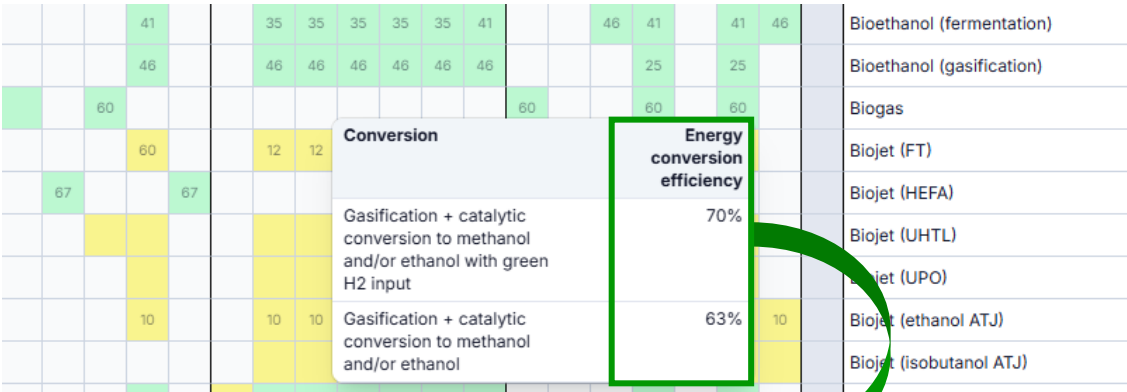 41 35 35 35 35 35 41 46 41 41 46 Bioethanol (fermentation)
46 46 46 46 46 46 46 25 25 Bioethanol (gasification)
60 60 60 60 Biogas
60 12 12 Biojet (FT)
67 67 Biojet (HEFA)
Biojet (UHTL)
Biojet (UPO)
10 10 10 10 Biojet (ethanol ATJ)
Biojet (isobutanol ATJ)
Conversion
Energy
conversion
efficiency
Gasification + catalytic
conversion to methanol
and/or ethanol with green
H2 input
70%
Gasification + catalytic
conversion to methanol
and/or ethanol
63%